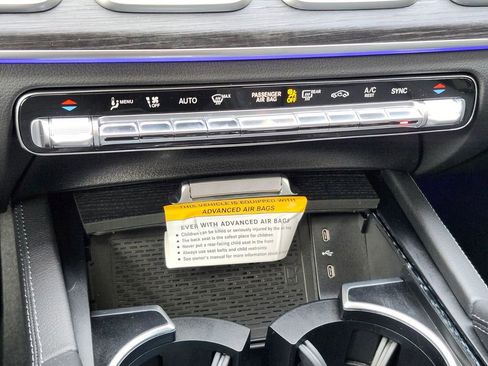 MENU
OFF
AUTO
MAX
PASSENGER
AIR BAG
OFF
REAR
A/C
REST
SYNC
THIS VEHICLE IS EQUIPPED WITH
ADVANCED AIR BAGS
EVEN WITH ADVANCED AIR BAGS
• Children can be killed or seriously injured by the air bag
• The back seat is the safest place for children
• Never put a rear-facing child seat in the front
• Always use seat belts and child restraints
• See owner's manual for more information about